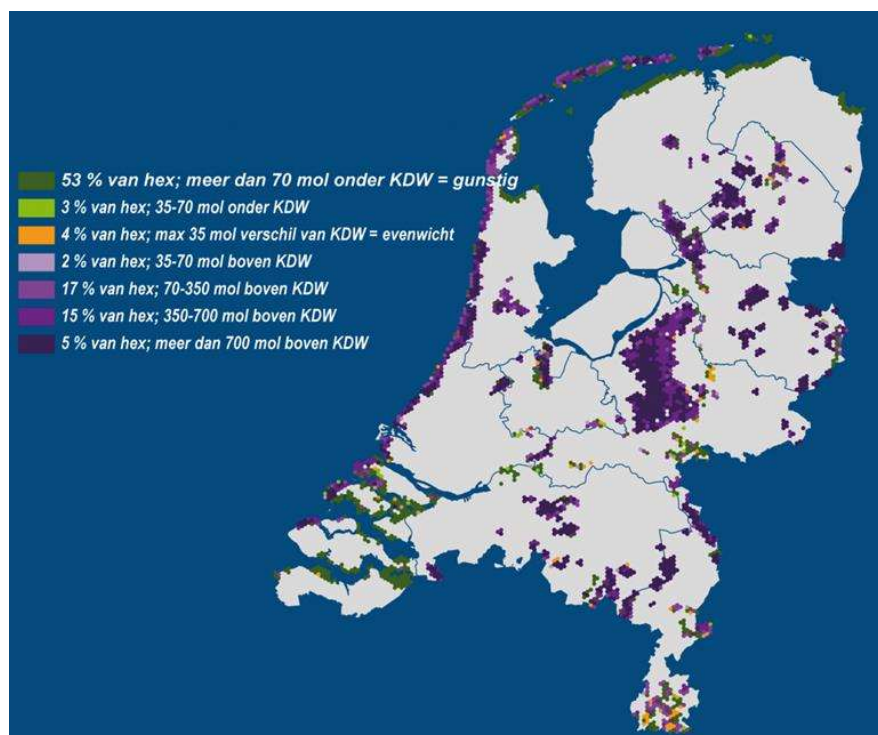 53 % van hex; meer dan 70 mol onder KDW = gunstig
3 % van hex; 35-70 mol onder KDW
4 % van hex; max 35 mol verschil van KDW = evenwicht
2 % van hex; 35-70 mol boven KDW
17 % van hex; 70-350 mol boven KDW
15 % van hex; 350-700 mol boven KDW
5 % van hex; meer dan 700 mol boven KDW